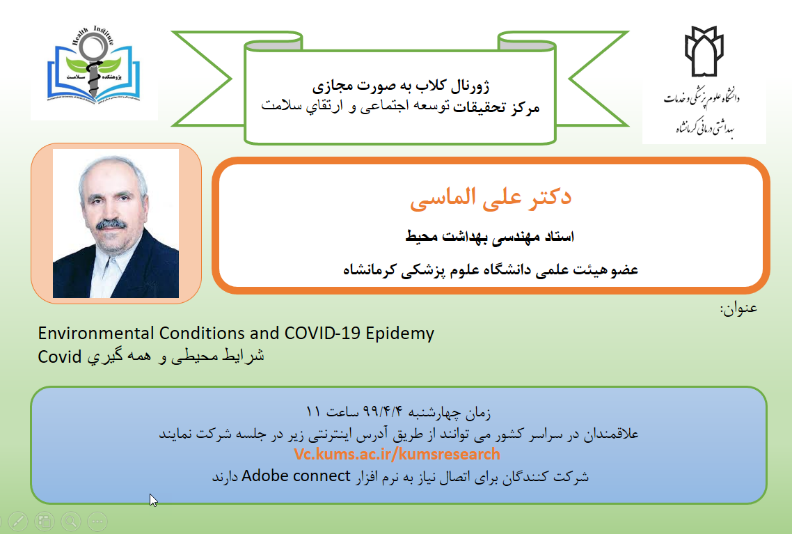 Health Institute
پژوهشکده سلامت
ژورنال کلاب به صورت مجازی
مرکز تحقیقات توسعه اجتماعی و ارتقاي سلامت
دانشگاه علوم پزشکی و خدمات
بهداشتی درمانی کرمانشاه
دکتر علی الماسی
استاد مهندسی بهداشت محیط
عضو هیئت علمی دانشگاه علوم پزشکی کرمانشاه
عنوان:
Environmental Conditions and COVID-19 Epidemy
شرایط محیطی و همه گیري Covid
زمان چهارشنبه ۹۹/۴/۴ ساعت ۱۱
علاقمندان در سراسر کشور می توانند از طریق آدرس اینترنتی زیر در جلسه شرکت نمایند
Vc.kums.ac.ir/kumsresearch
شرکت کنندگان برای اتصال نیاز به نرم افزار Adobe connect دارند